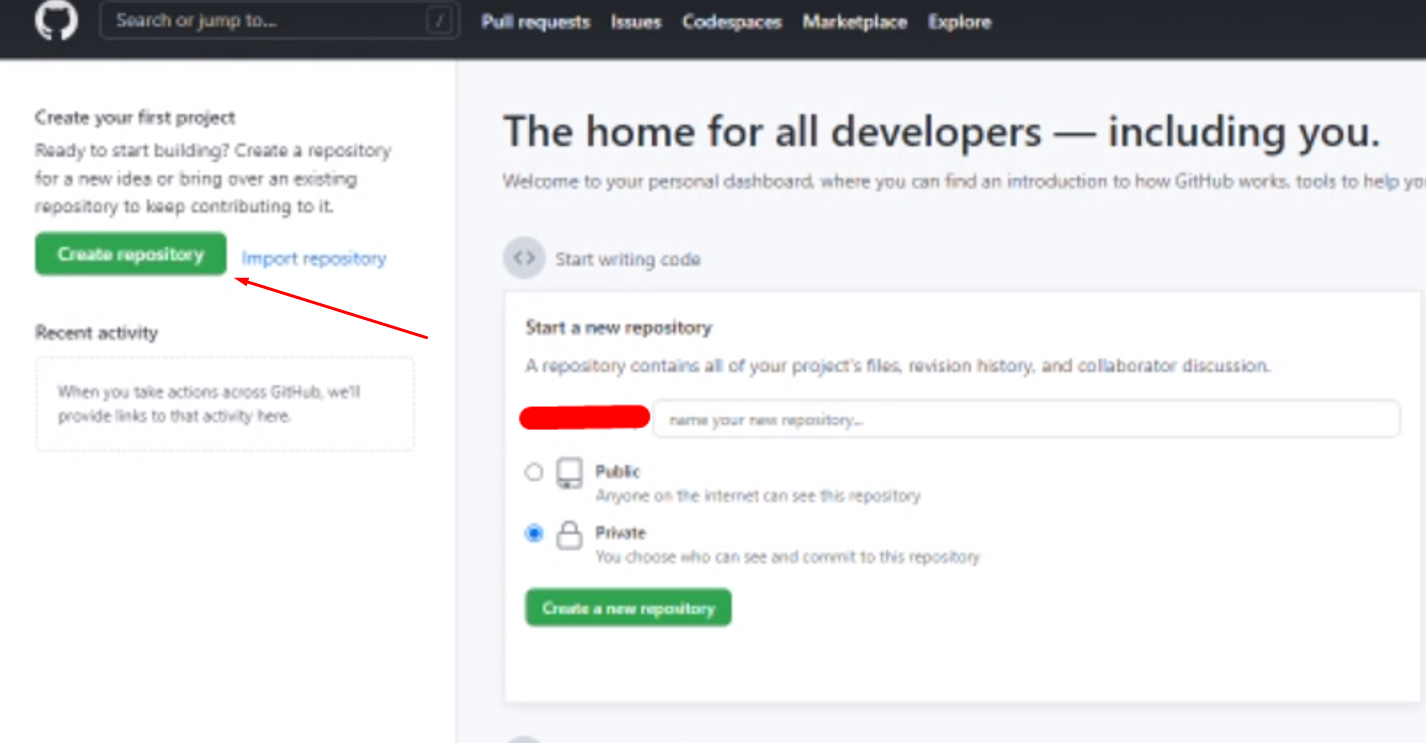 Search or jump to...
/
Pull requests Issues Codespaces Marketplace Explore
Create your first project
Ready to start building? Create a repository
for a new idea or bring over an existing
repository to keep contributing to it.
Create repository Import repository
Recent activity
When you take actions across GitHub, we'll
provide links to that activity here.
The home for all developers — including you.
Welcome to your personal dashboard, where you can find an introduction to how GitHub works, tools to help
Start writing code
Start a new repository
A repository contains all of your project's files, revision history, and collaborator discussion.
name your new repository...
Public
Anyone on the internet can see this repository
Private
You choose who can see and commit to this repository
Create a new repository